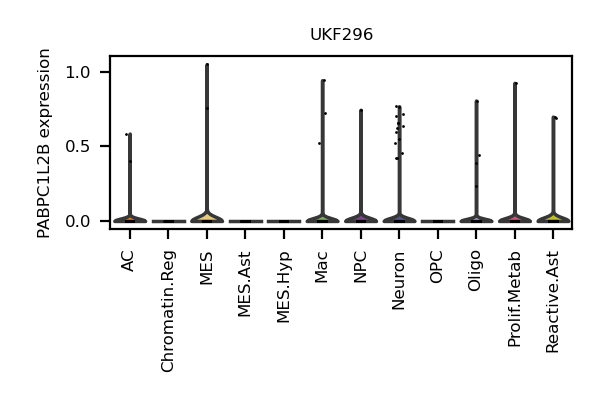 UKF296
PABPC1L2B expression
1.0
0.5
0.0
AC
Chromatin.Reg
MES
MES.Ast
MES.Hyp
Mac
NPC
Neuron
OPC
Oligo
Prolif.Metab
Reactive.Ast